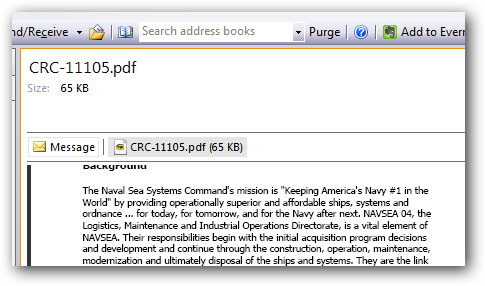 nd/Receive Search address books Purge Add to Evern
CRC-11105.pdf
Size: 65 KB
Message CRC-11105.pdf (65 KB)
Background
The Naval Sea Systems Command's mission is "Keeping America's Navy #1 in the
World" by providing operationally superior and affordable ships, systems and
ordnance ... for today, for tomorrow, and for the Navy after next. NAVSEA 04, the
Logistics, Maintenance and Industrial Operations Directorate, is a vital element of
NAVSEA. Their responsibilities begin with the initial acquisition program decisions
and development and continue through the construction, operation, maintenance,
modernization and ultimately disposal of the ships and systems. They are the link